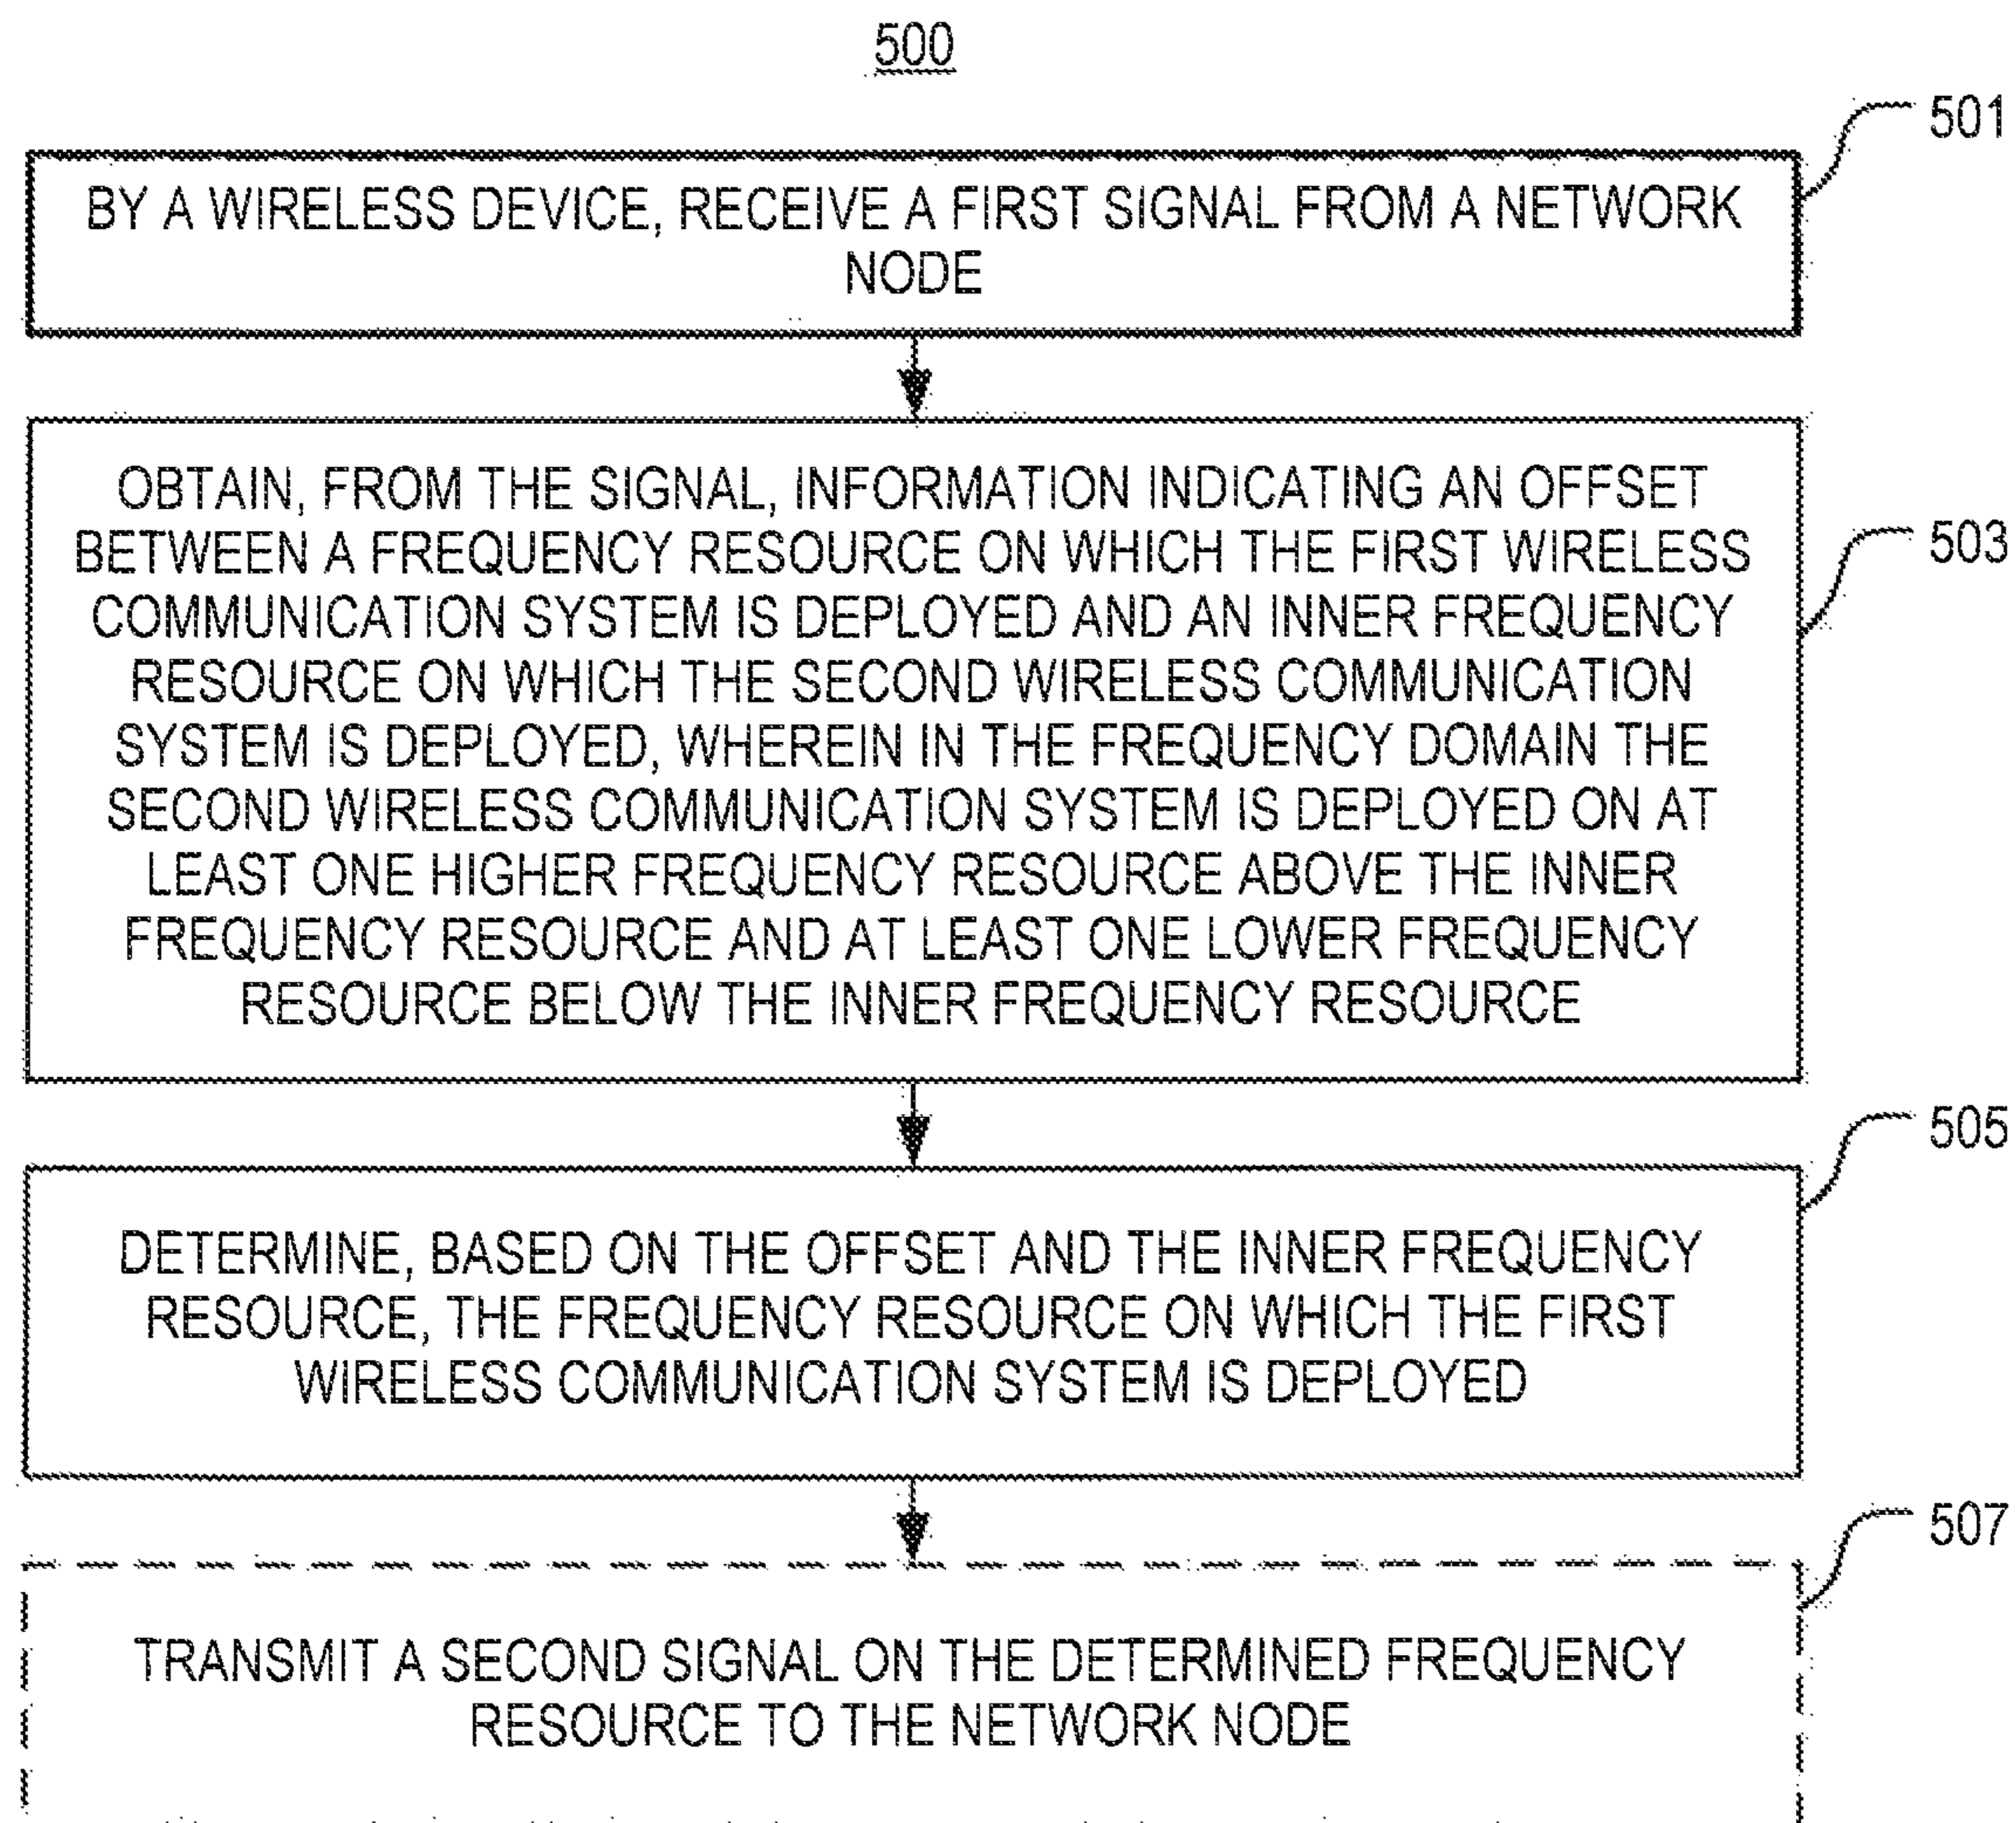 500
501
BY A WIRELESS DEVICE, RECEIVE A FIRST SIGNAL FROM A NETWORK
NODE
503
OBTAIN, FROM THE SIGNAL, INFORMATION INDICATING AN OFFSET
BETWEEN A FREQUENCY RESOURCE ON WHICH THE FIRST WIRELESS
COMMUNICATION SYSTEM IS DEPLOYED AND AN INNER FREQUENCY
RESOURCE ON WHICH THE SECOND WIRELESS COMMUNICATION
SYSTEM IS DEPLOYED, WHEREIN IN THE FREQUENCY DOMAIN THE
SECOND WIRELESS COMMUNICATION SYSTEM IS DEPLOYED ON AT
LEAST ONE HIGHER FREQUENCY RESOURCE ABOVE THE INNER
FREQUENCY RESOURCE AND AT LEAST ONE LOWER FREQUENCY
RESOURCE BELOW THE INNER FREQUENCY RESOURCE
505
DETERMINE, BASED ON THE OFFSET AND THE INNER FREQUENCY
RESOURCE, THE FREQUENCY RESOURCE ON WHICH THE FIRST
WIRELESS COMMUNICATION SYSTEM IS DEPLOYED
507
TRANSMIT A SECOND SIGNAL ON THE DETERMINED FREQUENCY
RESOURCE TO THE NETWORK NODE